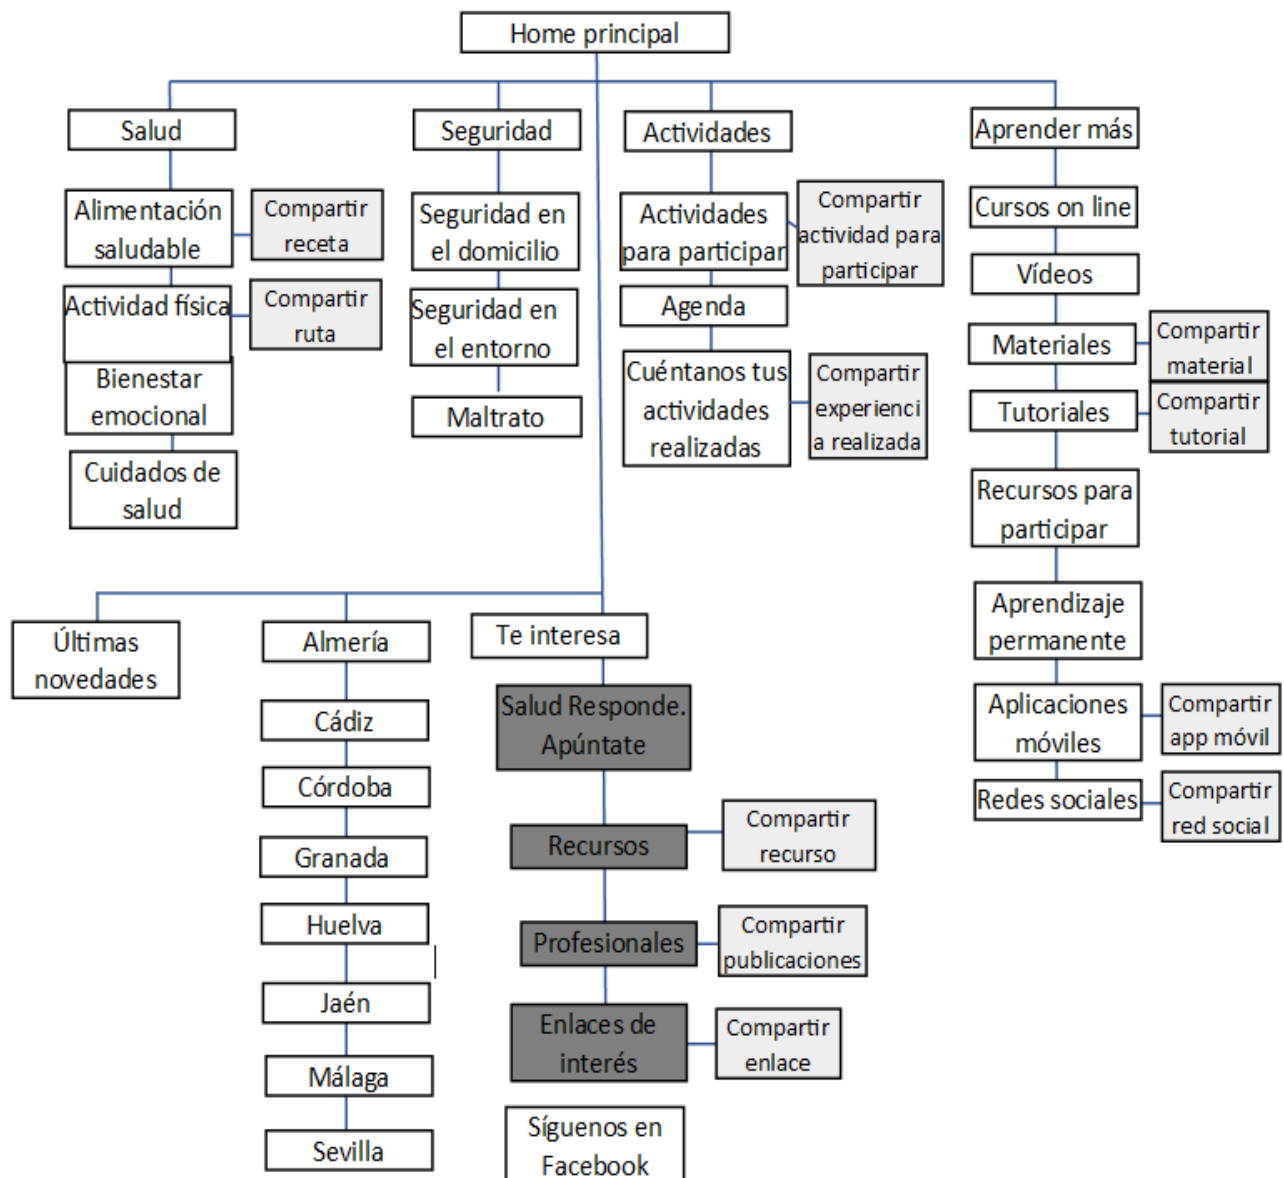 Home principal
Salud
Alimentación
saludable
Compartir
receta
Actividad física
Compartir
ruta
Bienestar
emocional
Cuidados de
salud
Seguridad
Seguridad en
el domicilio
Seguridad en
el entorno
Maltrato
Actividades
Actividades
para participar
Compartir
actividad para
participar
Agenda
Cuéntanos tus
actividades
realizadas
Compartir
experienci
a realizada
Aprender más
Cursos on line
Vídeos
Materiales
Compartir
material
Tutoriales
Compartir
tutorial
Recursos para
participar
Aprendizaje
permanente
Aplicaciones
móviles
Compartir
app móvil
Redes sociales
Compartir
red social
Últimas
novedades
Almería
Cádiz
Córdoba
Granada
Huelva
Jaén
Málaga
Sevilla
Te interesa
Salud Responde.
Apúntate
Recursos
Compartir
recurso
Profesionales
Compartir
publicaciones
Enlaces de
interés
Compartir
enlace
Síguenos en
Facebook